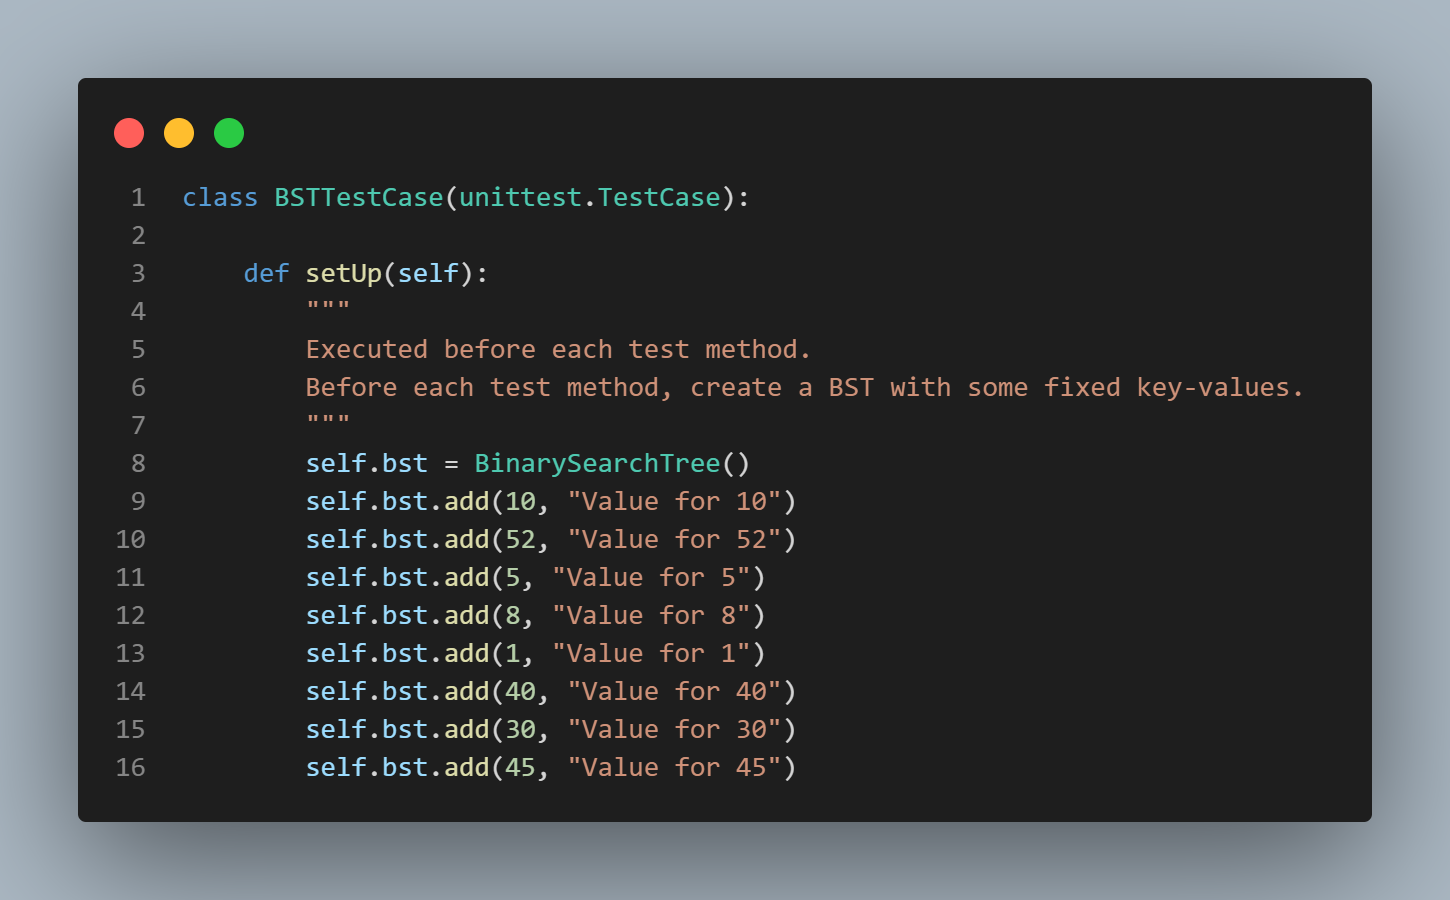 1 class BSTTestCase(unittest.TestCase):
2
3     def setUp(self):
4         """
5         Executed before each test method.
6         Before each test method, create a BST with some fixed key-values.
7         """
8         self.bst = BinarySearchTree()
9         self.bst.add(10, "Value for 10")
10         self.bst.add(52, "Value for 52")
11         self.bst.add(5, "Value for 5")
12         self.bst.add(8, "Value for 8")
13         self.bst.add(1, "Value for 1")
14         self.bst.add(40, "Value for 40")
15         self.bst.add(30, "Value for 30")
16         self.bst.add(45, "Value for 45")